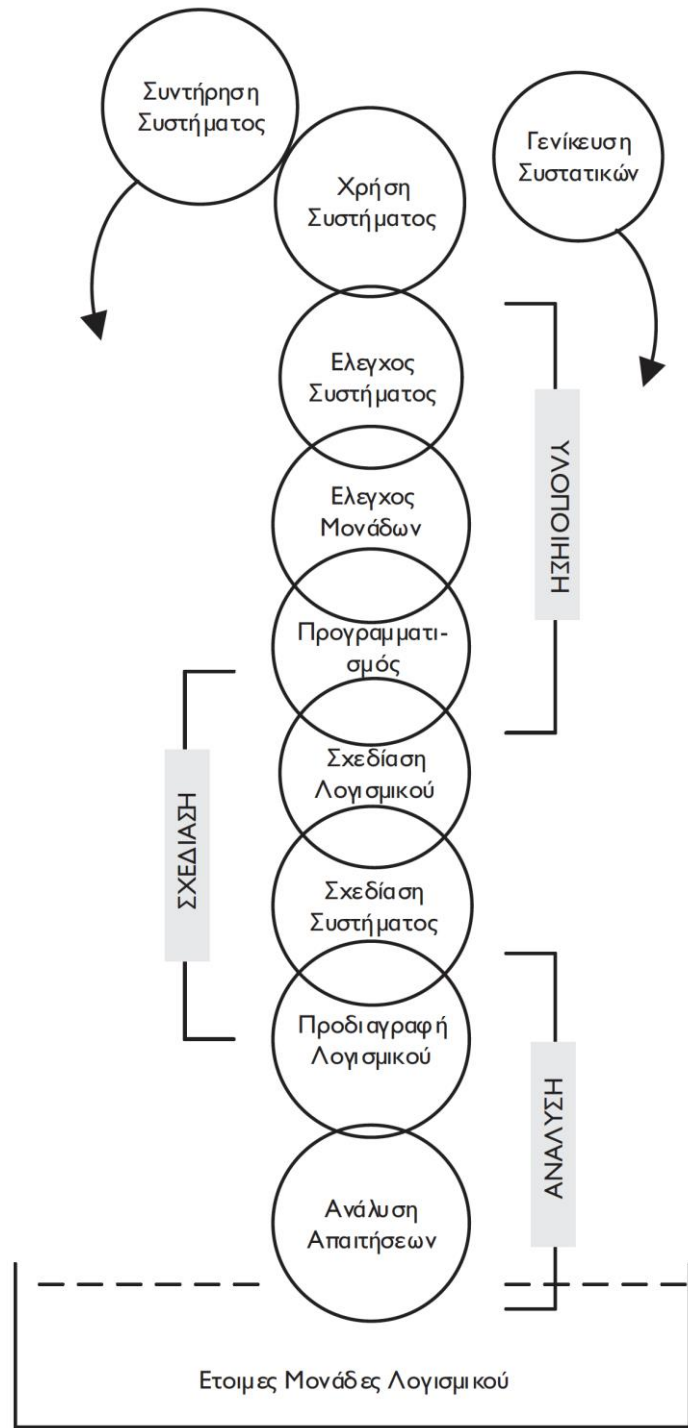 Συντήρηση
Συστήματος
Γενίκευση
Συστατικών
Χρήση
Συστήματος
Ελεγχος
Συστήματος
ΥΛΟΠΟΙΗΣΗ
Ελεγχος
Μονάδων
Προγραμματι-
σμός
Σχεδίαση
Λογισμικού
ΣΧΕΔΙΑΣΗ
Σχεδίαση
Συστήματος
Προδιαγραφή
Λογισμικού
ΑΝΑΛΥΣΗ
Ανάλυση
Απαιτήσεων
Ετοιμες Μονάδες Λογισμικού